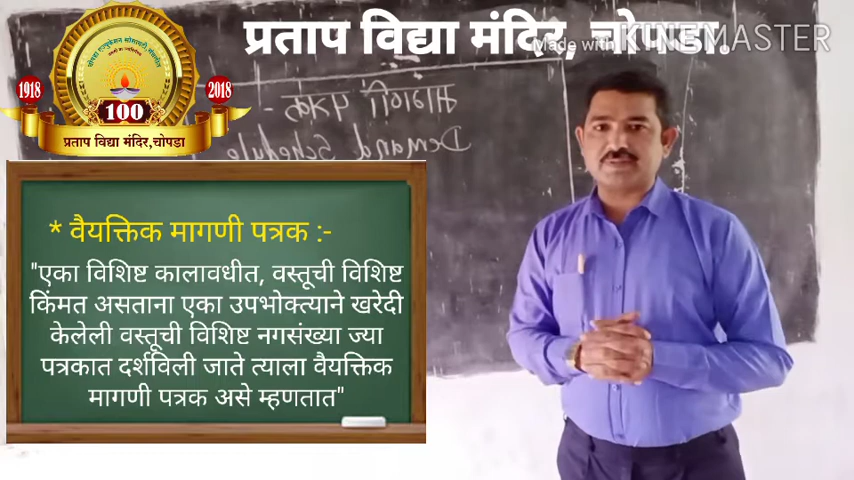 प्रताप विद्या मंदिर, चोपडा.
Made with KINEMASTER
1918
2018
100
प्रताप विद्या मंदिर,चोपडा
मागणी पत्रक -
Demand Schedule
* वैयक्तिक मागणी पत्रक :-
"एका विशिष्ट कालावधीत, वस्तूची विशिष्ट
किंमत असताना एका उपभोक्त्याने खरेदी
केलेली वस्तूची विशिष्ट नगसंख्या ज्या
पत्रकात दर्शविली जाते त्याला वैयक्तिक
मागणी पत्रक असे म्हणतात"